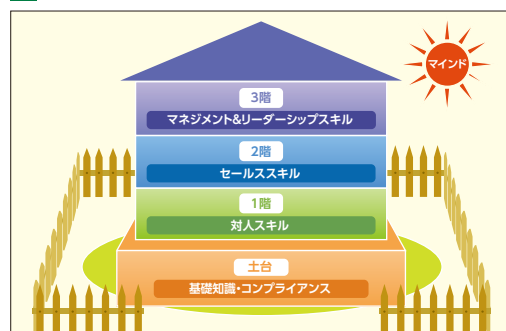 マインド
3階
マネジメント&リーダーシップスキル
2階
セールススキル
1階
対人スキル
土台
基礎知識・コンプライアンス